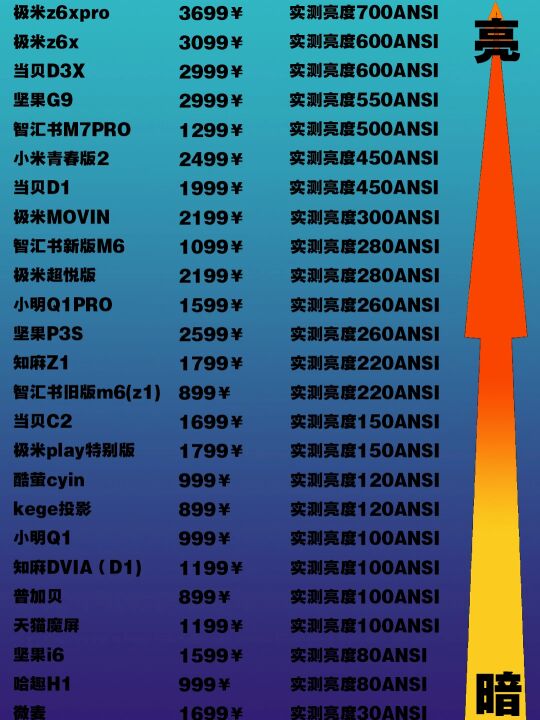 极米z6xpro 3699￥ 实测亮度700ANSI
极米z6x 3099￥ 实测亮度600ANSI
当贝D3X 2999￥ 实测亮度600ANSI
坚果G9 2999￥ 实测亮度550ANSI
智汇书M7PRO 1299￥ 实测亮度500ANSI
小米青春版2 2499￥ 实测亮度450ANSI
当贝D1 1999￥ 实测亮度450ANSI
极米MOVIN 2199￥ 实测亮度300ANSI
智汇书新版M6 1099￥ 实测亮度280ANSI
极米超悦版 2199￥ 实测亮度280ANSI
小明Q1PRO 1599￥ 实测亮度260ANSI
坚果P3S 2599￥ 实测亮度260ANSI
知麻Z1 1799￥ 实测亮度220ANSI
智汇书旧版m6(z1) 899￥ 实测亮度220ANSI
当贝C2 1699￥ 实测亮度150ANSI
极米play特别版 1799￥ 实测亮度150ANSI
酷萤cyin 999￥ 实测亮度120ANSI
kege投影 899￥ 实测亮度120ANSI
小明Q1 999￥ 实测亮度100ANSI
知麻DVIA（D1) 1199￥ 实测亮度100ANSI
普加贝 899￥ 实测亮度100ANSI
天猫魔屏 1199￥ 实测亮度100ANSI
坚果i6 1599￥ 实测亮度80ANSI
哈趣H1 999￥ 实测亮度80ANSI
微麦 1699￥ 实测亮度30ANSI
亮
暗